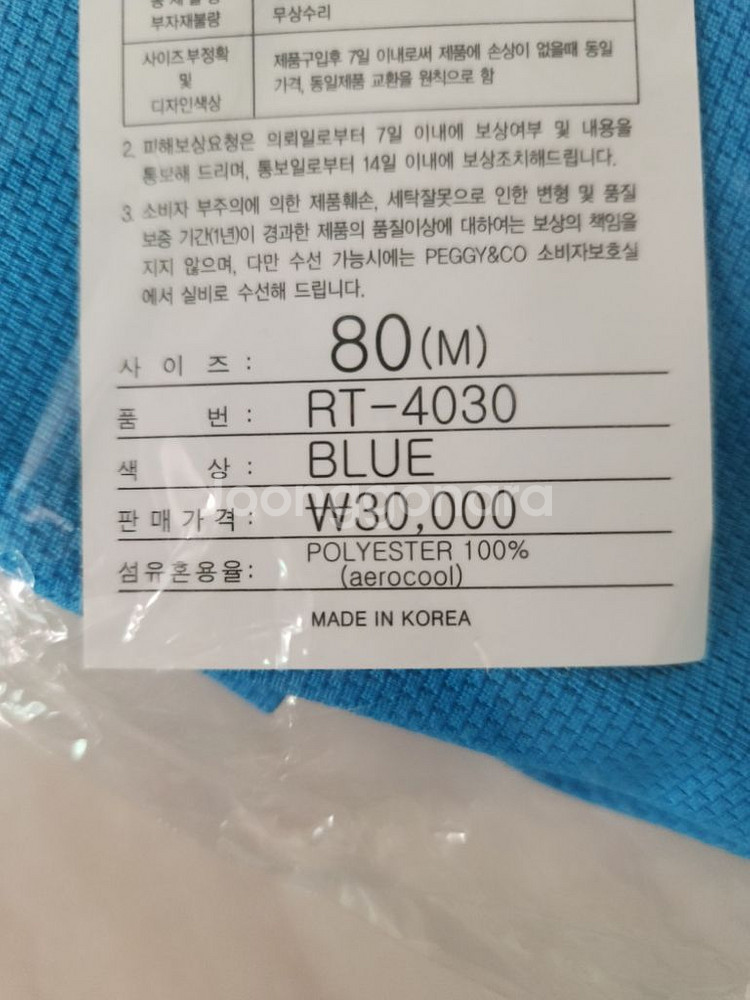 부자재불량 무상수리
사이즈부정확 제품구입후 7일 이내로써 제품에 손상이 없을때 동일
및 가격, 동일제품 교환을 원칙으로 함
디자인색상
2. 피해보상요청은 의뢰일로부터 7일 이내에 보상여부 및 내용을
통보해 드리며, 통보일로부터 14일 이내에 보상조치해드립니다.
3. 소비자 부주의에 의한 제품훼손, 세탁잘못으로 인한 변형 및 품질
보증 기간(1년)이 경과한 제품의 품질이상에 대하여는 보상의 책임을
지지 않으며, 다만 수선 가능시에는 PEGGY&CO 소비자보호실
에서 실비로 수선해 드립니다.
사 이 즈 : 80(M)
품 번 : RT-4030
색 상 : BLUE
joonggonara
판매가격 : ₩30,000
섬유혼용율: POLYESTER 100%
(aerocool)
MADE IN KOREA